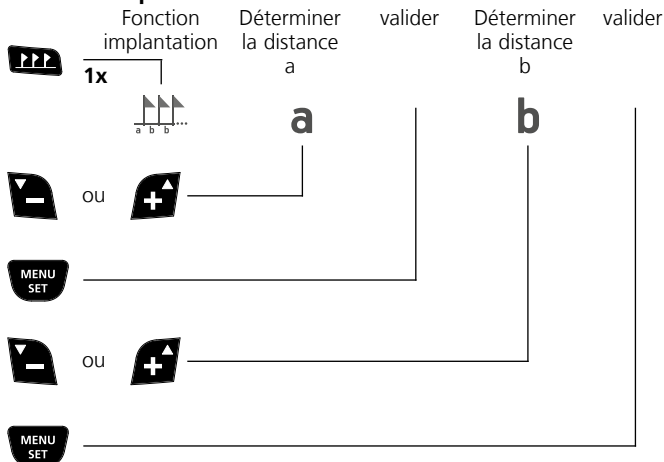 Fonction
implantation
Déterminer
la distance
a
valider
Déterminer
la distance
b
valider
1x
a b b ...
a
b
ou
MENU
SET
ou
MENU
SET